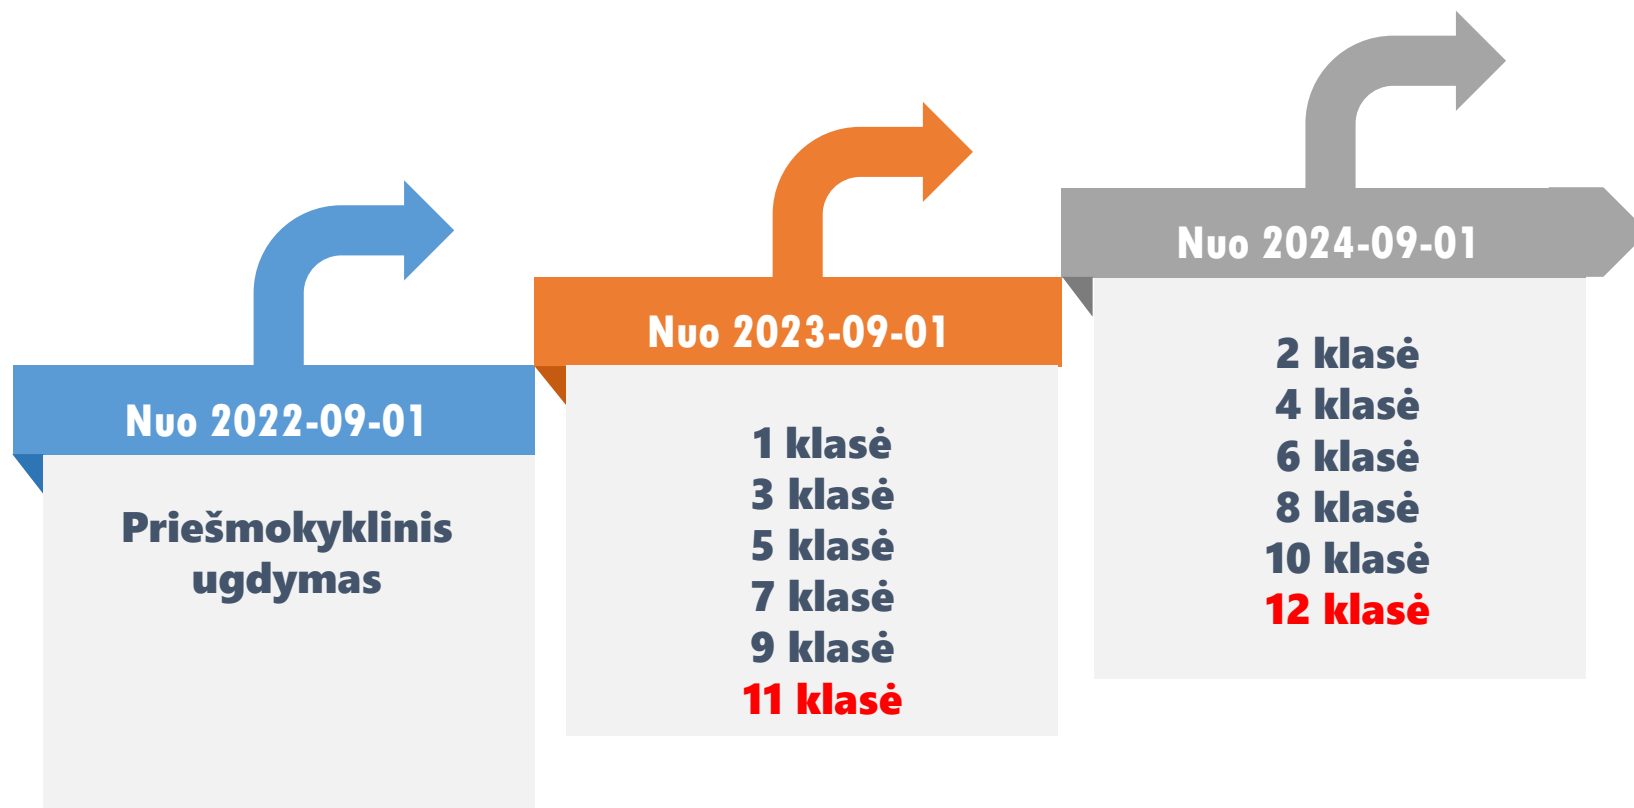 Nuo 2022-09-01
Priešmokyklinis
ugdymas
Nuo 2023-09-01
1 klasė
3 klasė
5 klasė
7 klasė
9 klasė
11 klasė
Nuo 2024-09-01
2 klasė
4 klasė
6 klasė
8 klasė
10 klasė
12 klasė